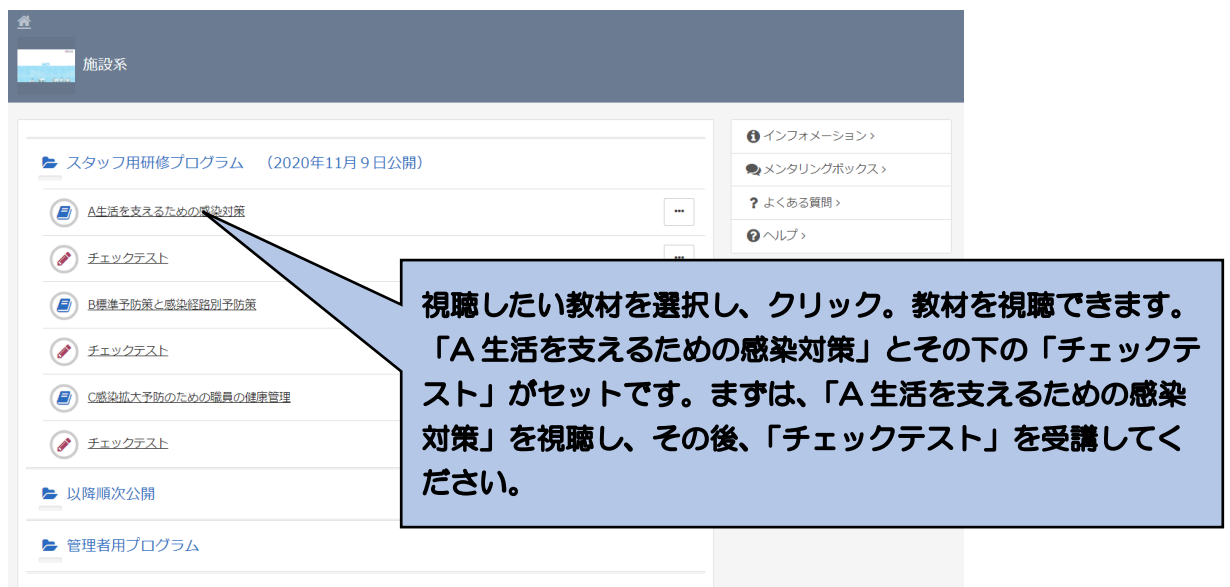 施設系
スタッフ用研修プログラム （2020年11月９日公開）
A生活を支えるための感染対策
チェックテスト
B標準予防策と感染経路別予防策
チェックテスト
C感染拡大予防のための職員の健康管理
チェックテスト
以降順次公開
管理者用プログラム
インフォメーション
メンタリングボックス
よくある質問
ヘルプ
視聴したい教材を選択し、クリック。教材を視聴できます。
「A 生活を支えるための感染対策」とその下の「チェックテ
スト」がセットです。まずは、「A 生活を支えるための感染
対策」を視聴し、その後、「チェックテスト」を受講してく
ださい。